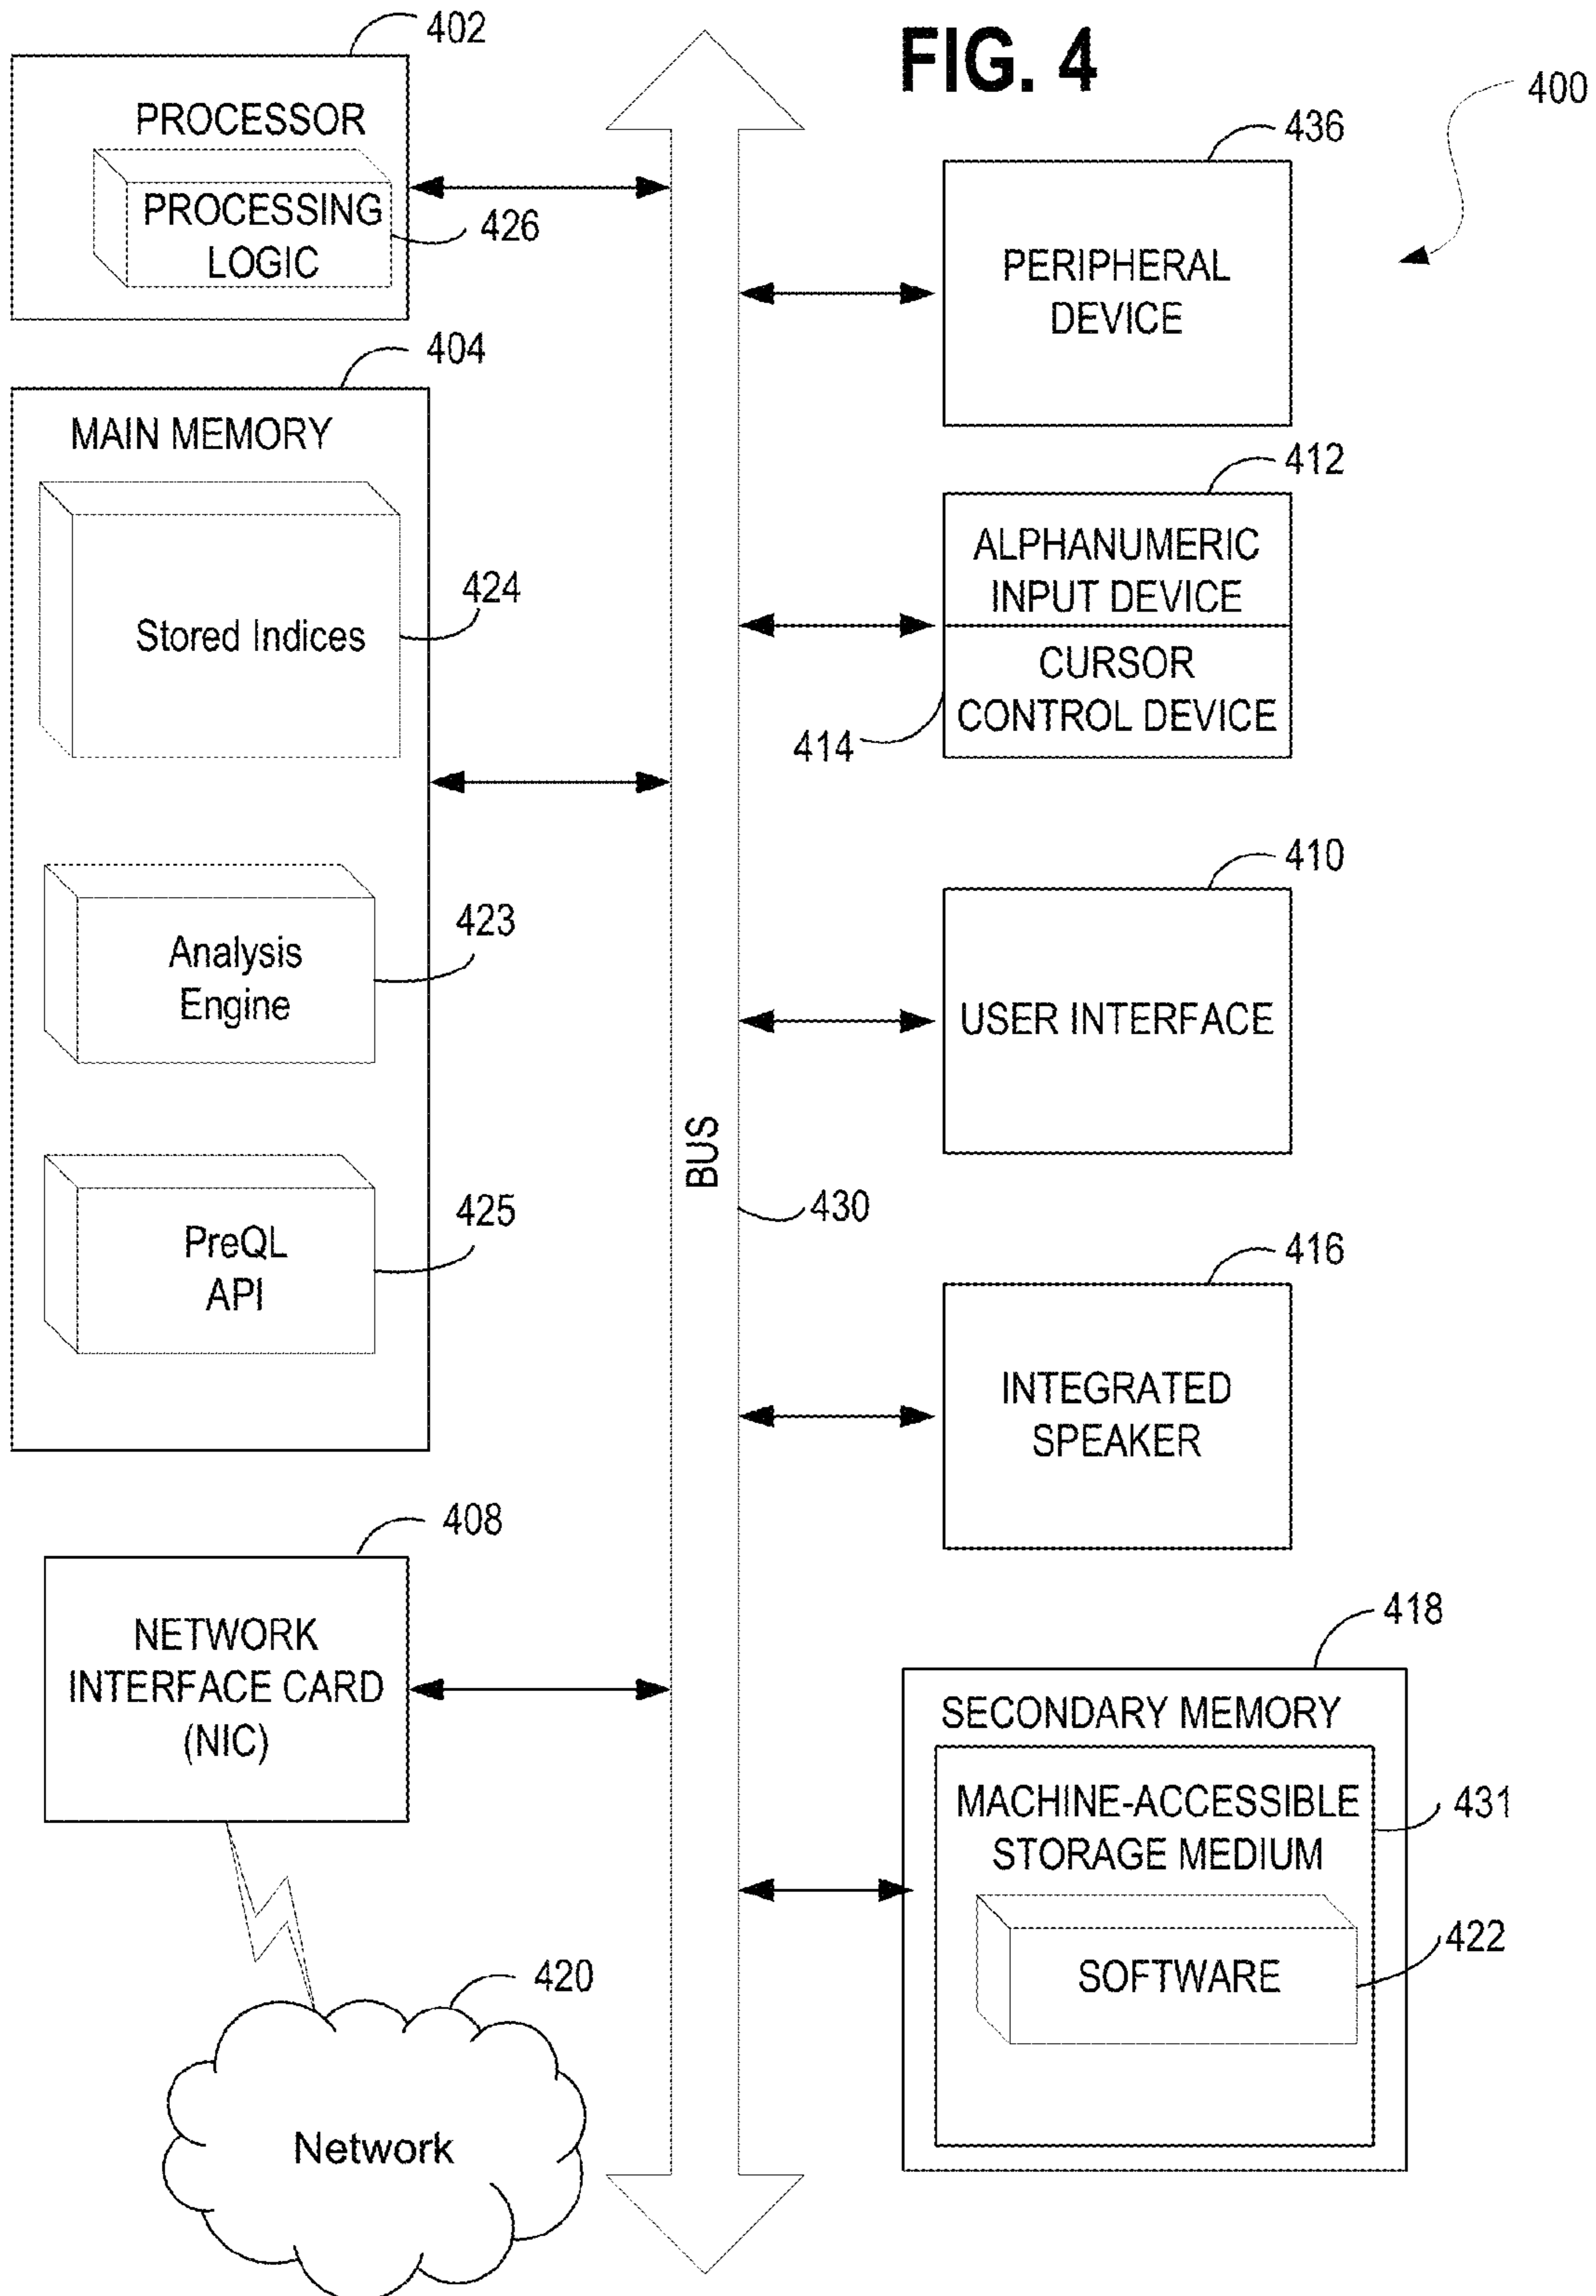 FIG. 4
400
402
PROCESSOR
PROCESSING
LOGIC
426
404
MAIN MEMORY
Stored Indices
424
Analysis
Engine
423
PreQL
API
425
408
NETWORK
INTERFACE CARD
(NIC)
420
Network
BUS
430
436
PERIPHERAL
DEVICE
412
ALPHANUMERIC
INPUT DEVICE
CURSOR
CONTROL DEVICE
414
410
USER INTERFACE
416
INTEGRATED
SPEAKER
418
SECONDARY MEMORY
MACHINE-ACCESSIBLE
STORAGE MEDIUM
431
SOFTWARE
422